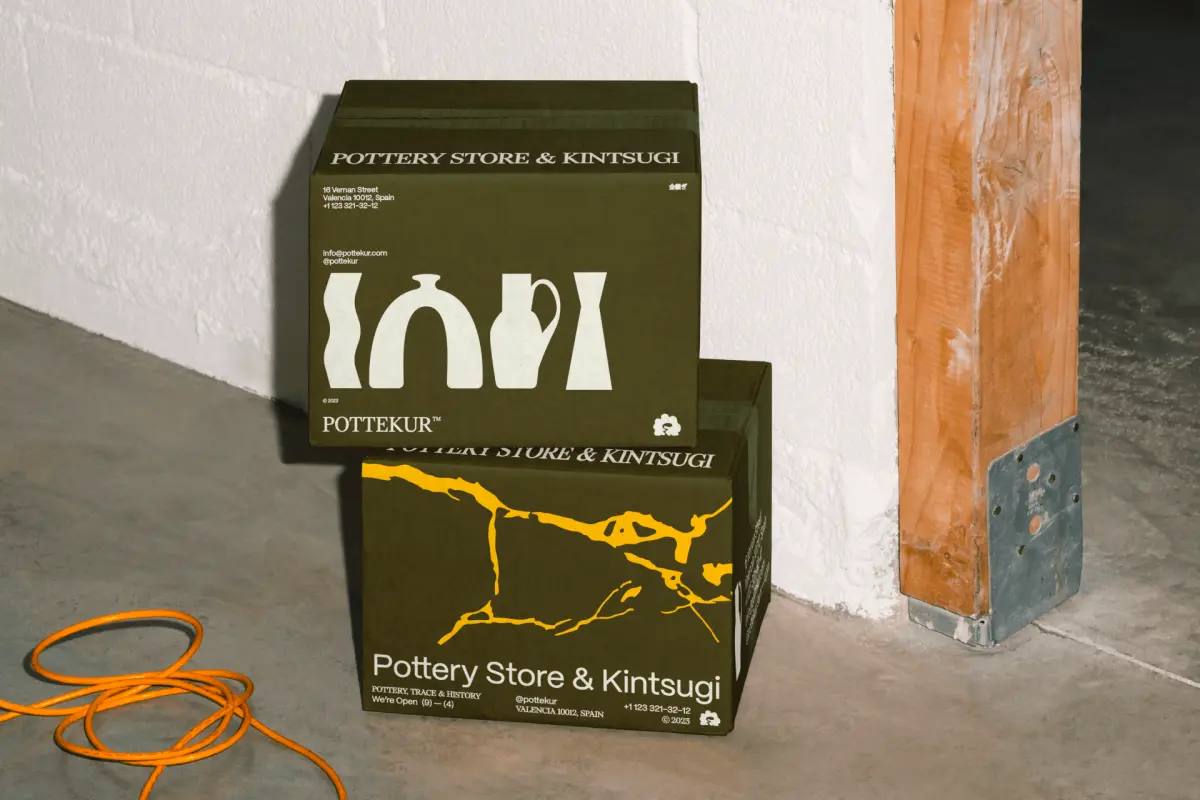 POTTERY STORE & KINTSUGI
16 Vernan Street
Valencia 10012, Spain
+1 123 321-32-12
info@pottekur.com
@pottekur
© 2023
POTTEKUR™
POTTERY STORE & KINTSUGI
Pottery Store & Kintsugi
POTTERY, TRACE & HISTORY
We're Open (9) — (4)
@pottekur
VALENCIA 10012, SPAIN
+1 123 321-32-12
© 2023